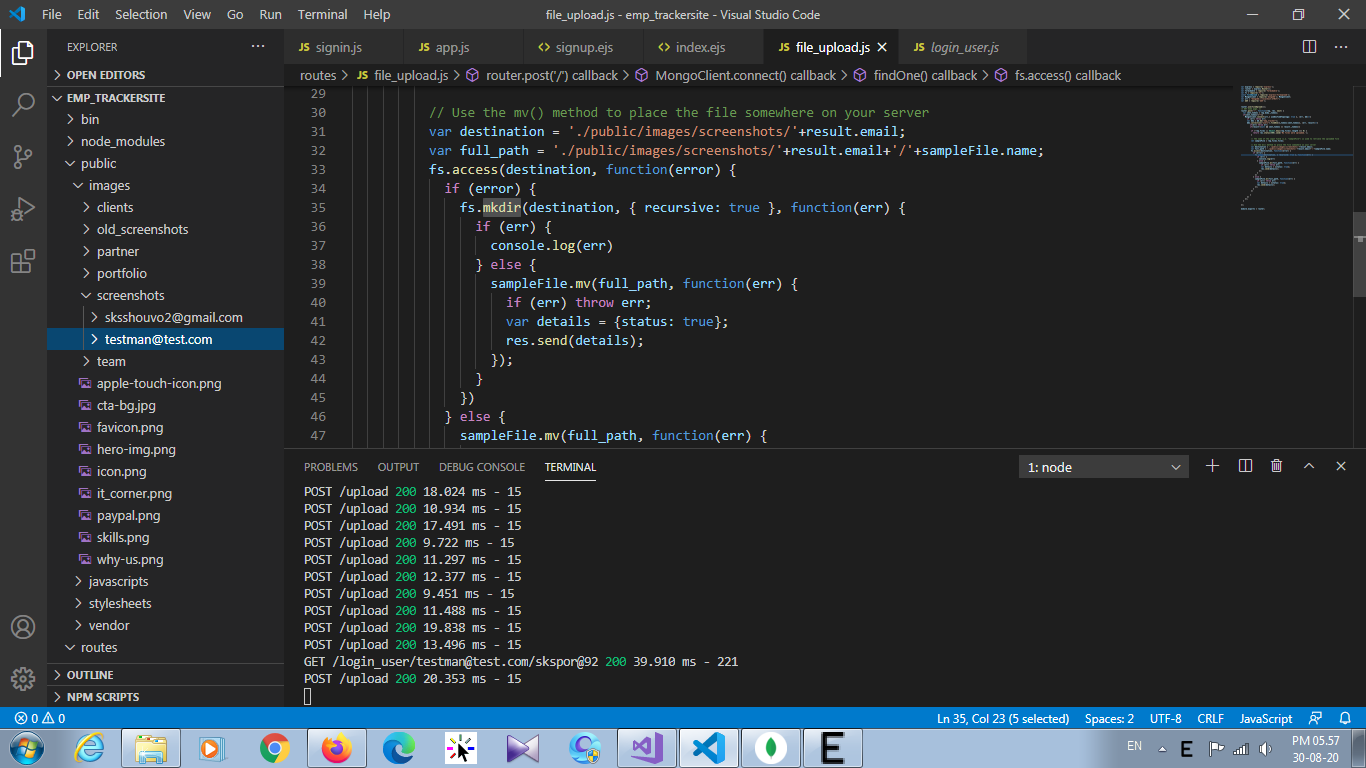 File Edit Selection View Go Run Terminal Help
file_upload.js - emp_trackersite - Visual Studio Code
EXPLORER
OPEN EDITORS
EMP_TRACKERSITE
bin
node_modules
public
images
clients
old_screenshots
partner
portfolio
screenshots
sksshouvo2@gmail.com
testman@test.com
team
apple-touch-icon.png
cta-bg.jpg
favicon.png
hero-img.png
icon.png
it_corner.png
paypal.png
skills.png
why-us.png
javascripts
stylesheets
vendor
routes
OUTLINE
NPM SCRIPTS
JS signin.js JS app.js <> signup.ejs <> index.ejs JS file_upload.js JS login_user.js
routes > JS file_upload.js > router.post('/') callback > MongoClient.connect() callback > findOne() callback > fs.access() callback
29
30 // Use the mv() method to place the file somewhere on your server
31 var destination = './public/images/screenshots/'+result.email;
32 var full_path = './public/images/screenshots/'+result.email+'/'+sampleFile.name;
33 fs.access(destination, function(error) {
34 if (error) {
35 fs.mkdir(destination, { recursive: true }, function(err) {
36 if (err) {
37 console.log(err)
38 } else {
39 sampleFile.mv(full_path, function(err) {
40 if (err) throw err;
41 var details = {status: true};
42 res.send(details);
43 });
44 }
45 })
46 } else {
47 sampleFile.mv(full_path, function(err) {
PROBLEMS OUTPUT DEBUG CONSOLE TERMINAL
1: node
POST /upload 200 18.024 ms - 15
POST /upload 200 10.934 ms - 15
POST /upload 200 17.491 ms - 15
POST /upload 200 9.722 ms - 15
POST /upload 200 11.297 ms - 15
POST /upload 200 12.377 ms - 15
POST /upload 200 9.451 ms - 15
POST /upload 200 11.488 ms - 15
POST /upload 200 19.838 ms - 15
POST /upload 200 13.496 ms - 15
GET /login_user/testman@test.com/skspor@92 200 39.910 ms - 221
POST /upload 200 20.353 ms - 15
0 0
Ln 35, Col 23 (5 selected) Spaces: 2 UTF-8 CRLF JavaScript
EN
PM 05.57
30-08-20